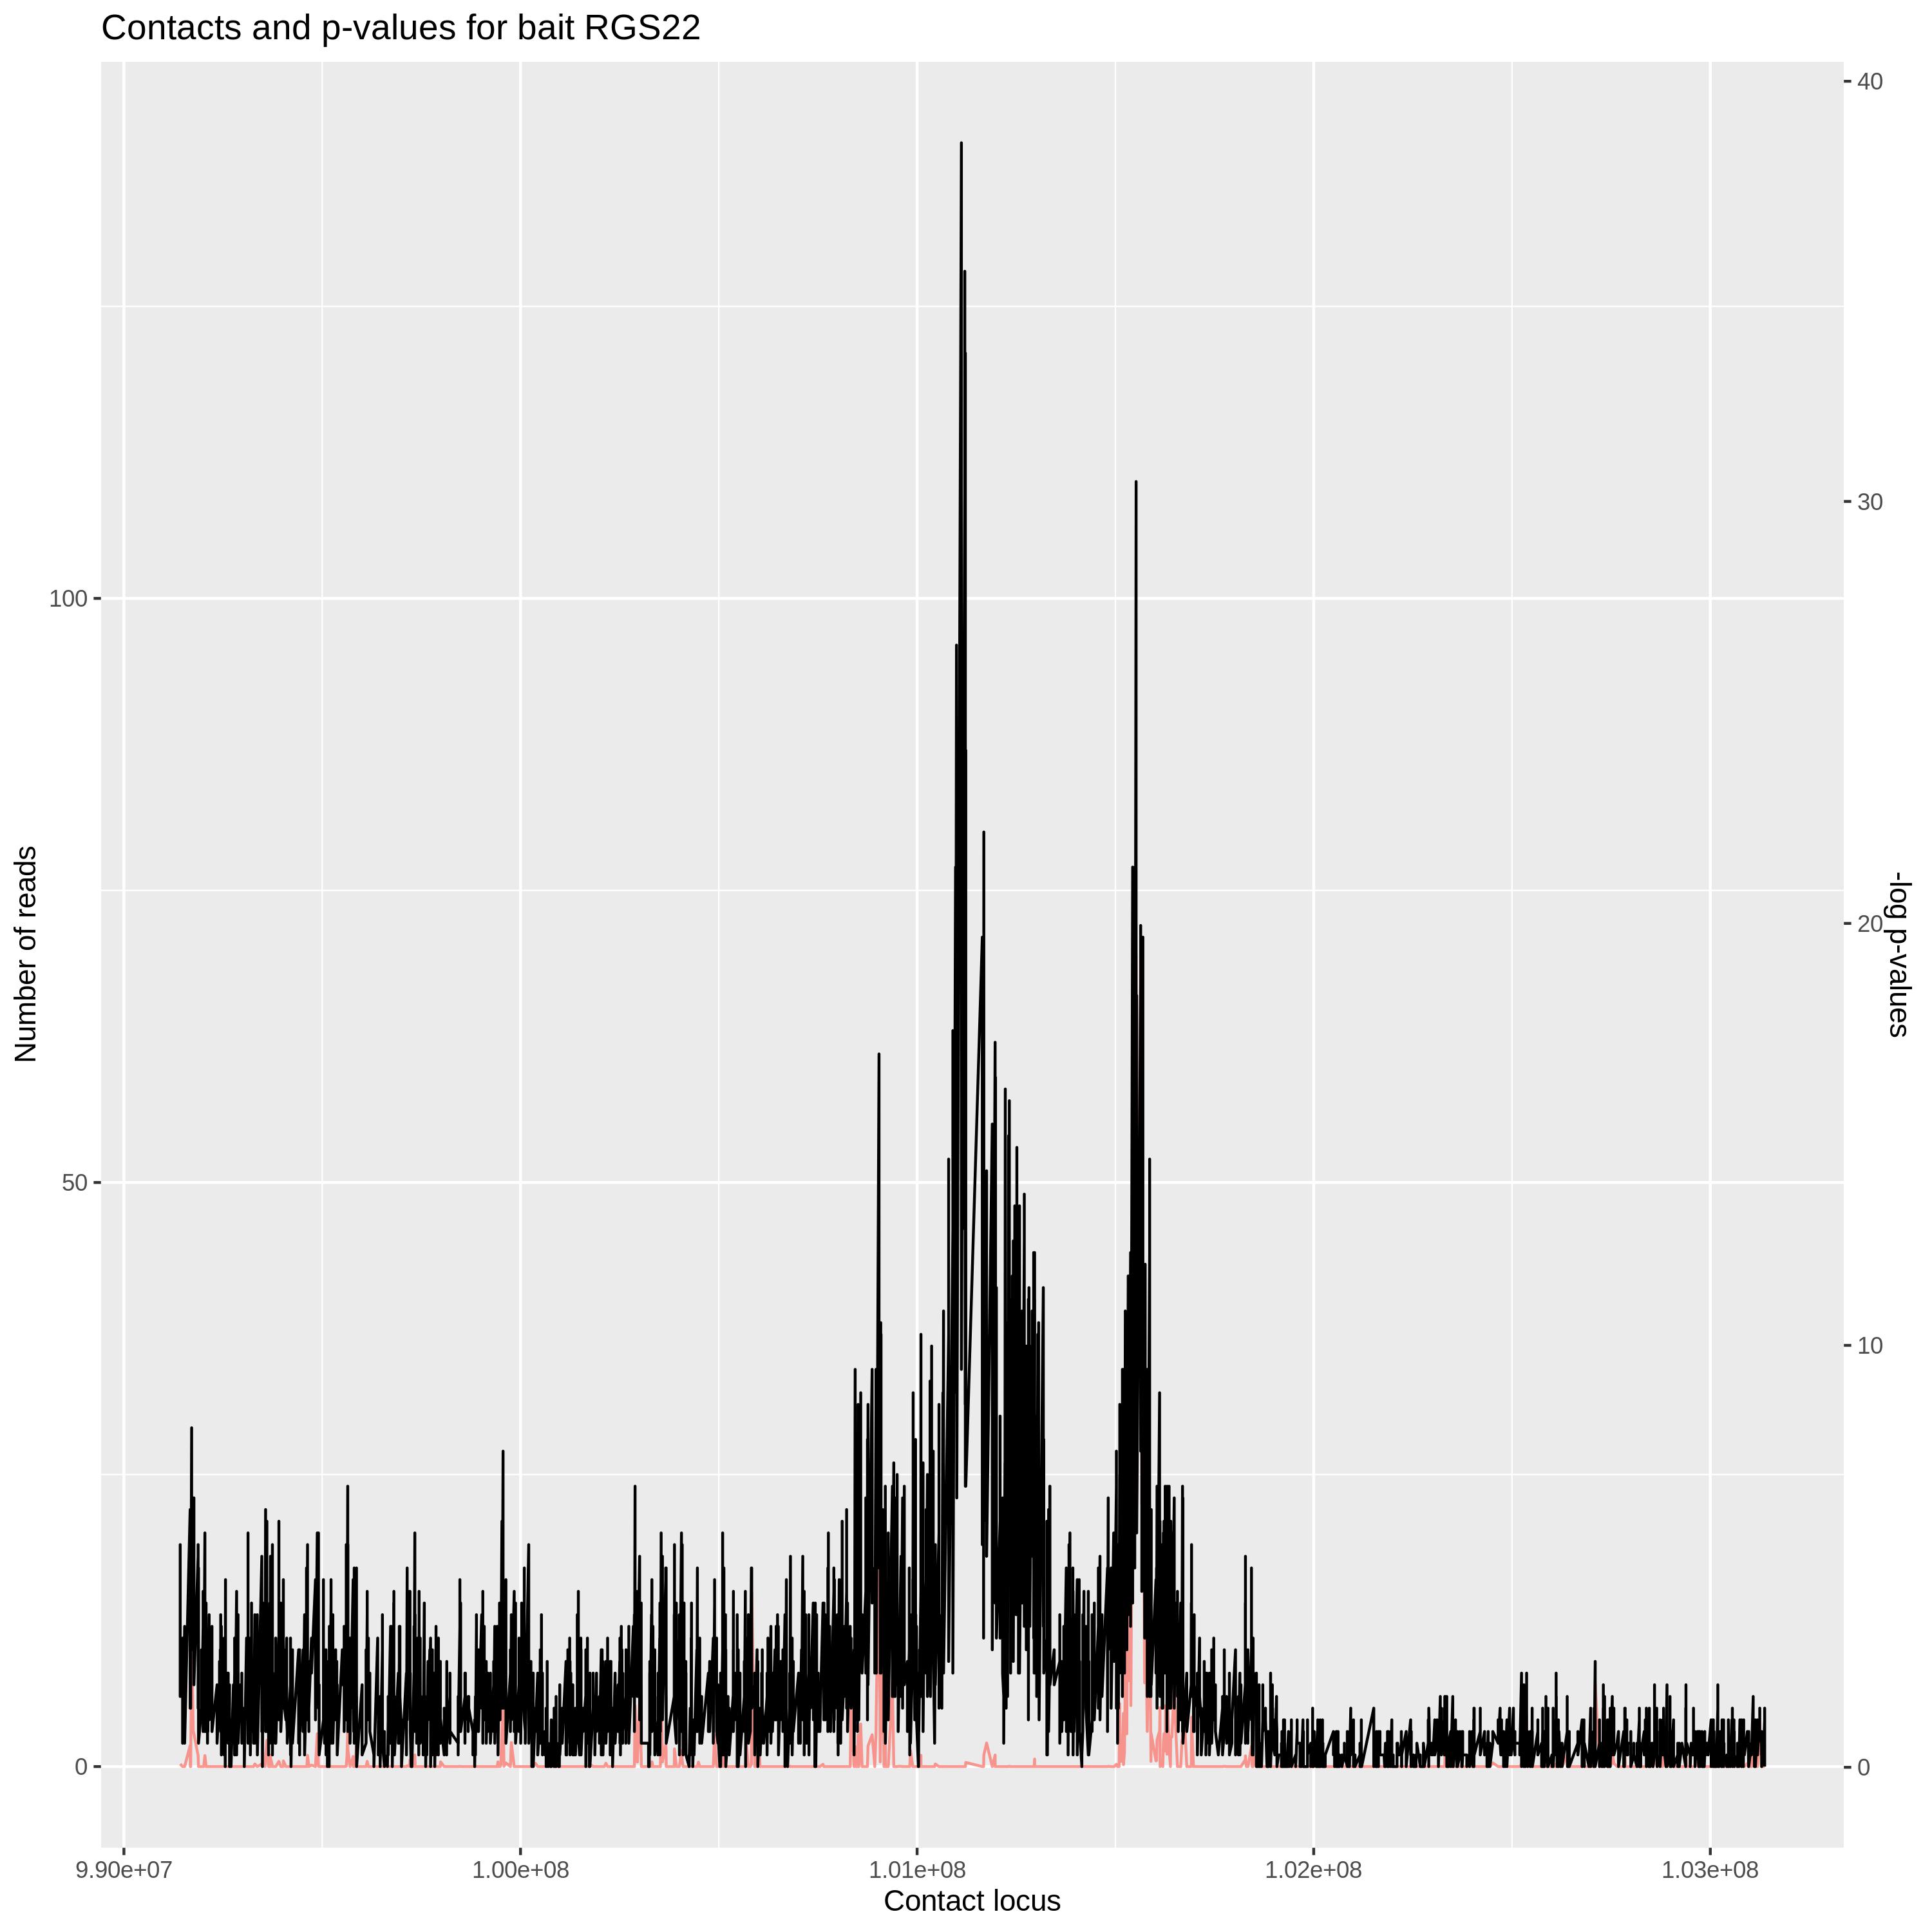 Contacts and p-values for bait RGS22
40
30
100
20
Number of reads
-log p-values
50
10
0
0
9.90e+07
1.00e+08
1.01e+08
1.02e+08
1.03e+08
Contact locus